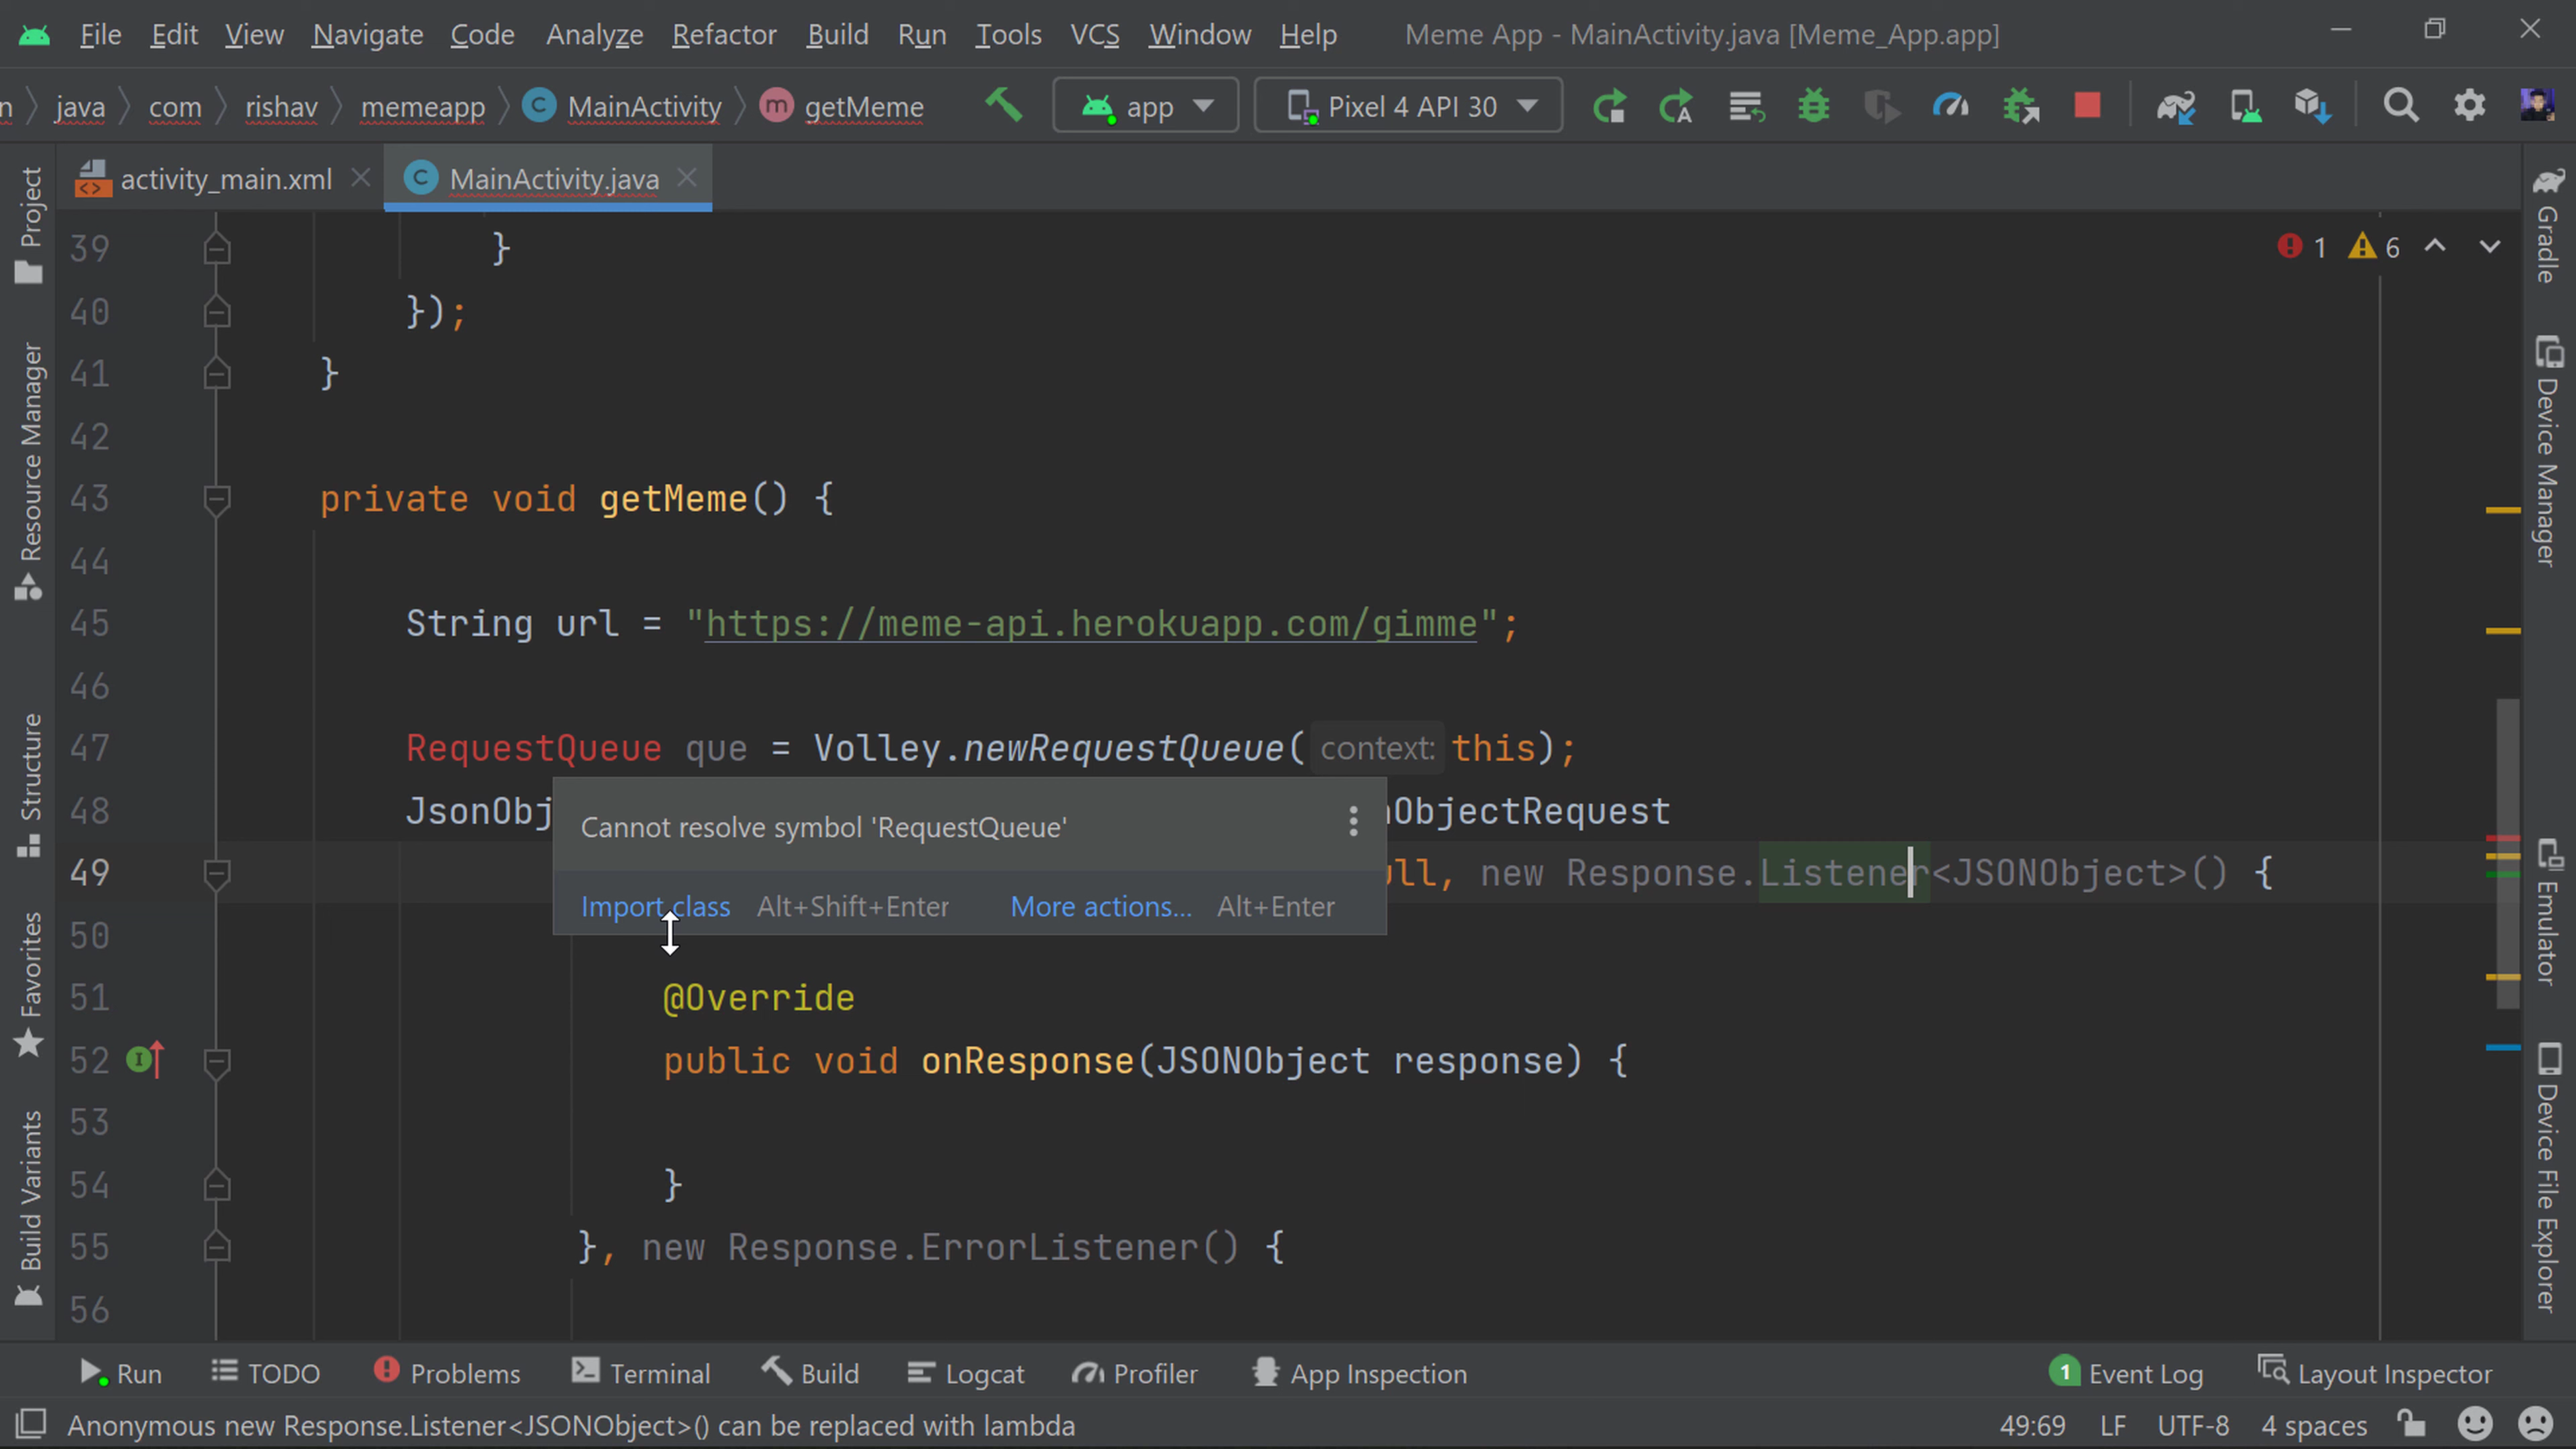 File Edit View Navigate Code Analyze Refactor Build Run Tools VCS Window Help Meme App - MainActivity.java [Meme_App.app]
n java com rishav memeapp C MainActivity m getMeme app Pixel 4 API 30
activity_main.xml C MainActivity.java
1 6
39 }
40 });
41 }
42
43 private void getMeme() {
44
45 String url = "https://meme-api.herokuapp.com/gimme";
46
47 RequestQueue que = Volley.newRequestQueue( context: this);
48 JsonObj ObjectRequest
Cannot resolve symbol 'RequestQueue'
49 ull, new Response.Listener<JSONObject>() {
Import class Alt+Shift+Enter More actions... Alt+Enter
50
51 @Override
52 public void onResponse(JSONObject response) {
53
54 }
55 }, new Response.ErrorListener() {
56
Project
Resource Manager
Structure
Favorites
Build Variants
Gradle
Device Manager
Emulator
Device File Explorer
Run TODO Problems Terminal Build Logcat Profiler App Inspection 1 Event Log Layout Inspector
Anonymous new Response.Listener<JSONObject>() can be replaced with lambda 49:69 LF UTF-8 4 spaces